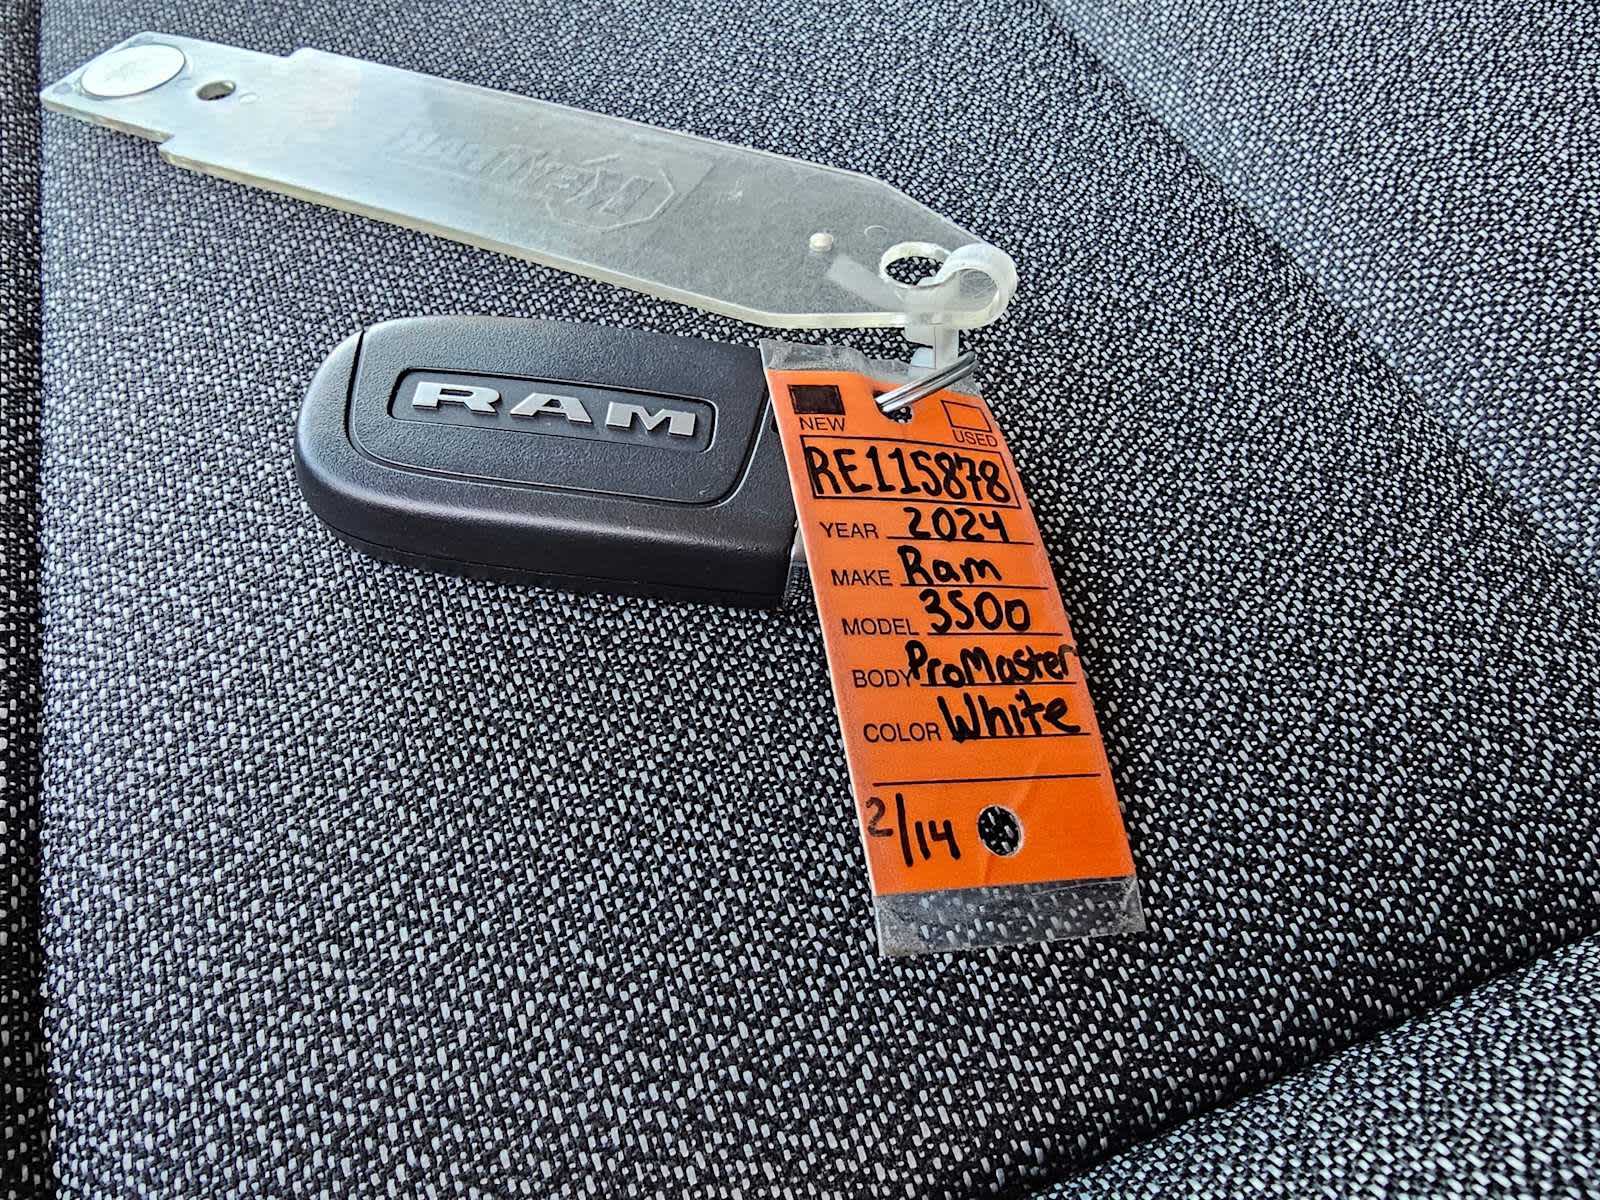 RAM
NEW USED
RE115878
YEAR 2024
MAKE Ram
MODEL 3500
BODY ProMaster
COLOR White
2/14